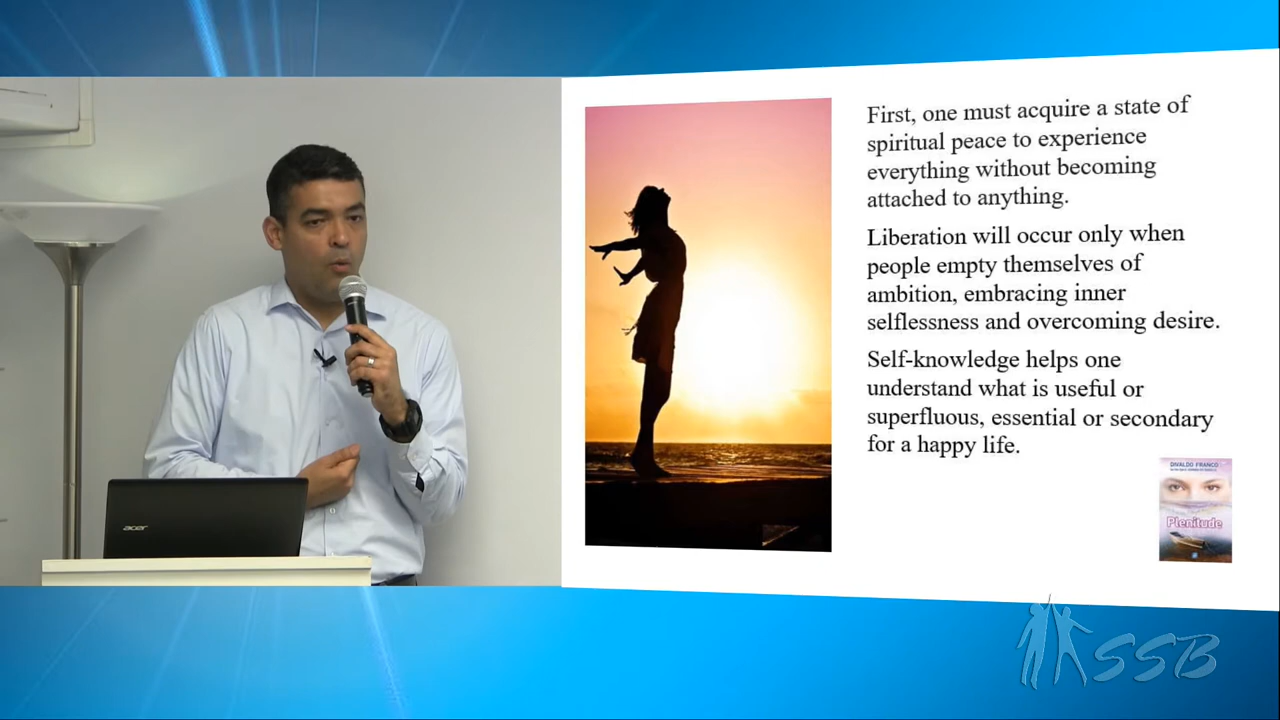 First, one must acquire a state of
spiritual peace to experience
everything without becoming
attached to anything.
Liberation will occur only when
people empty themselves of
ambition, embracing inner
selflessness and overcoming desire.
Self-knowledge helps one
understand what is useful or
superfluous, essential or secondary
for a happy life.
DIVALDO FRANCO
Plenitude
acer
SSB